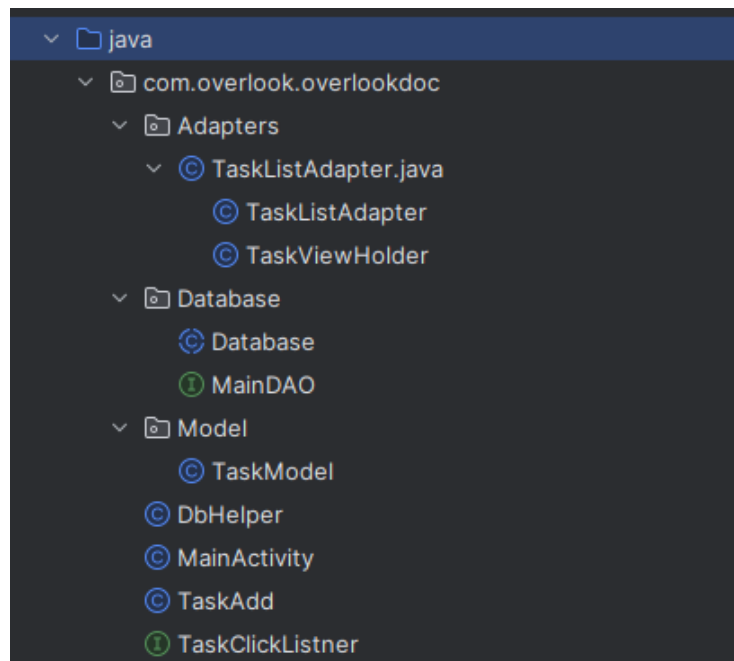 java
com.overlook.overlookdoc
Adapters
TaskListAdapter.java
TaskListAdapter
TaskViewHolder
Database
Database
MainDAO
Model
TaskModel
DbHelper
MainActivity
TaskAdd
TaskClickListner